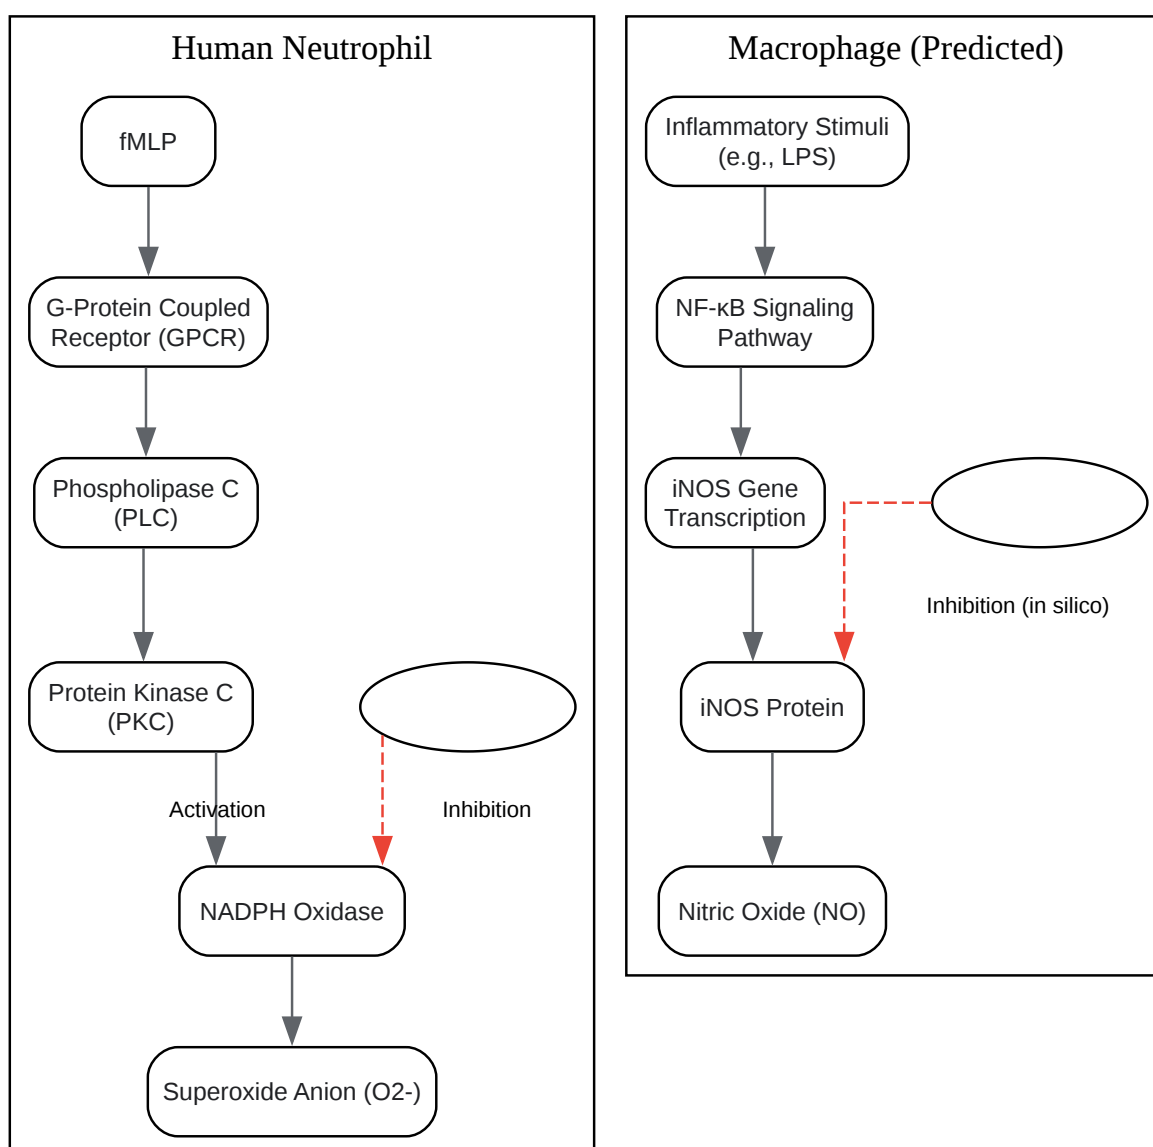 Human Neutrophil
fMLP
G-Protein Coupled
Receptor (GPCR)
Phospholipase C
(PLC)
Protein Kinase C
(PKC)
Activation
Inhibition
NADPH Oxidase
Superoxide Anion (O2-)
Macrophage (Predicted)
Inflammatory Stimuli
(e.g., LPS)
NF-κB Signaling
Pathway
iNOS Gene
Transcription
Inhibition (in silico)
iNOS Protein
Nitric Oxide (NO)